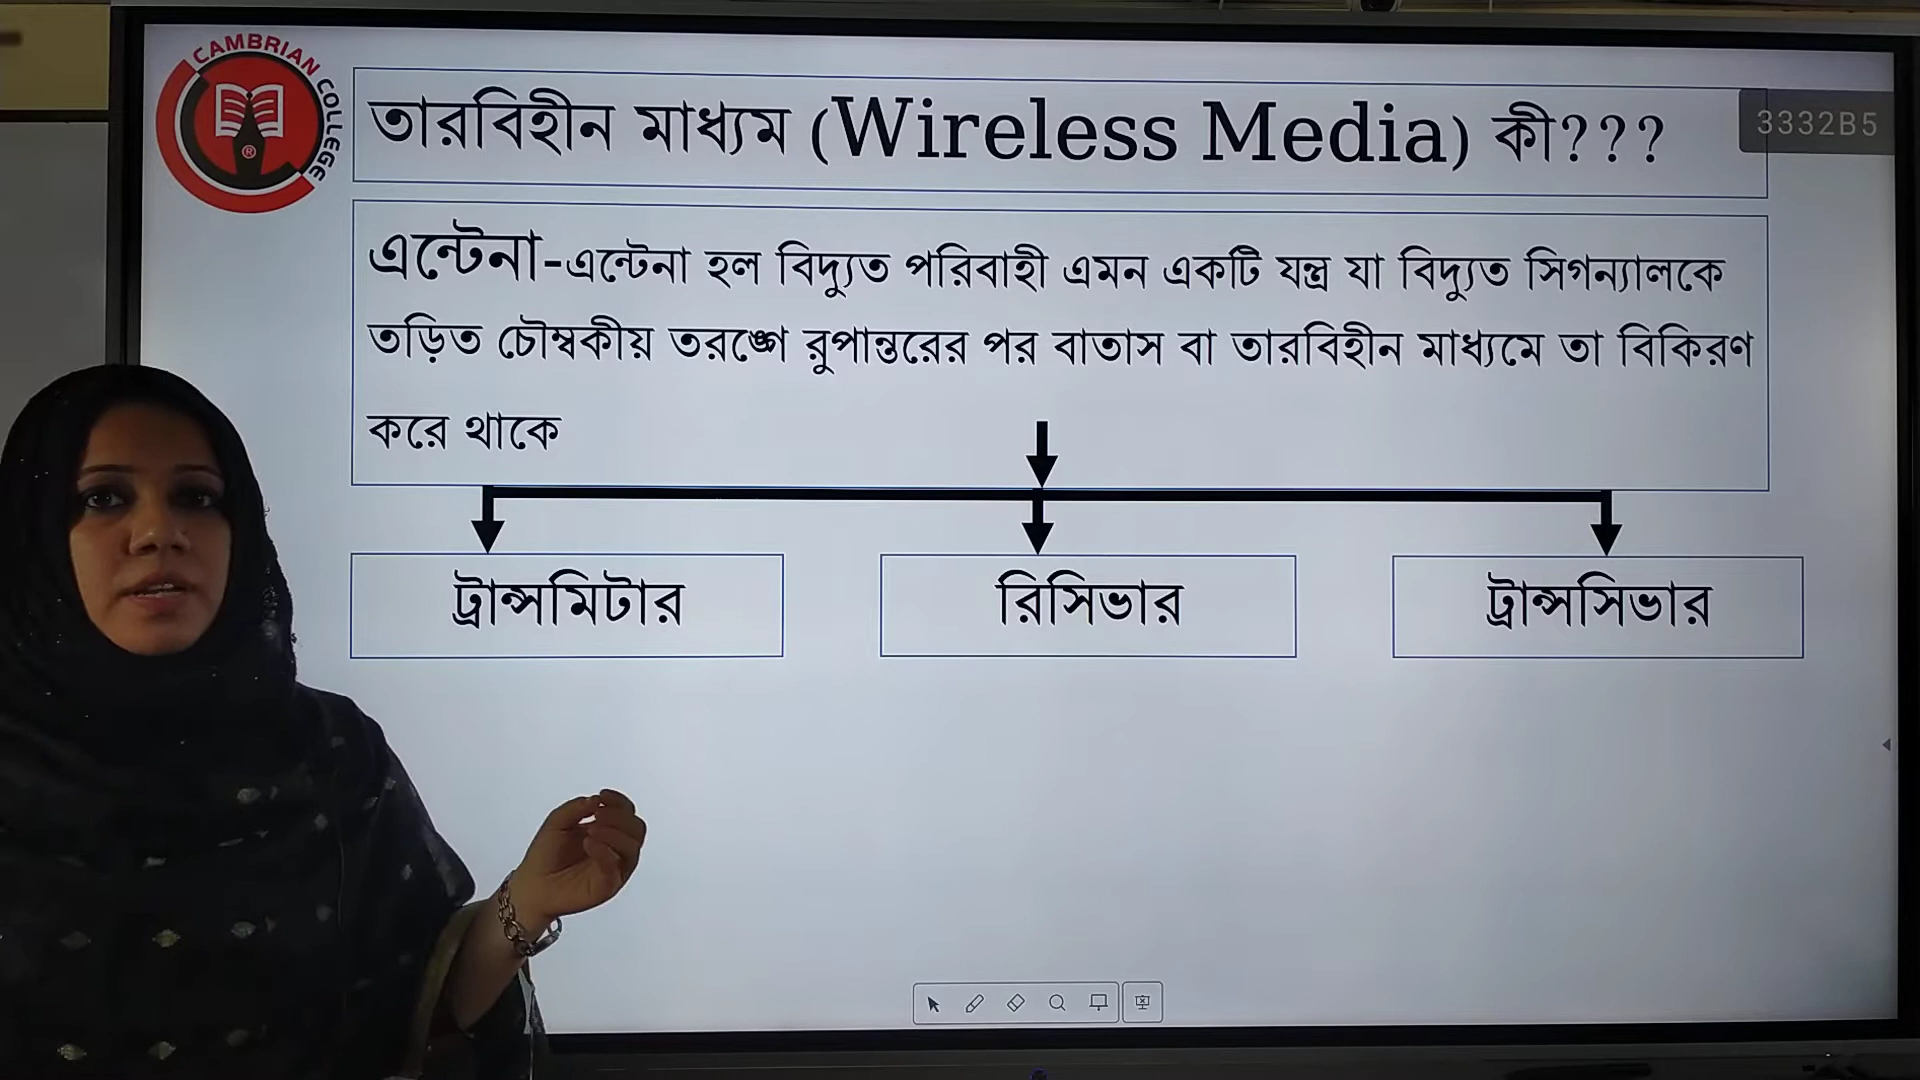 CAMBRIAN COLLEGE
®
তারবিহীন মাধ্যম (Wireless Media) কী???
3332B5
এন্টেনা-এন্টেনা হল বিদ্যুত পরিবাহী এমন একটি যন্ত্র যা বিদ্যুত সিগন্যালকে
তড়িত চৌম্বকীয় তরঙ্গে রুপান্তরের পর বাতাস বা তারবিহীন মাধ্যমে তা বিকিরণ
করে থাকে
ট্রান্সমিটার
রিসিভার
ট্রান্সসিভার